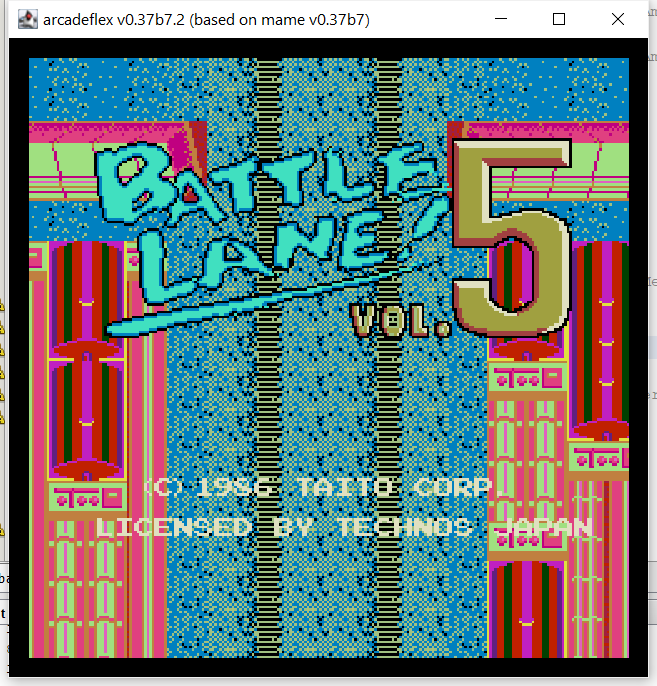 arcadeflex v0.37b7.2 (based on mame v0.37b7)
BATTLE
LANE!
VOL. 5
(C) 1986 TAITO CORP.
LICENSED BY TECHNOS JAPAN